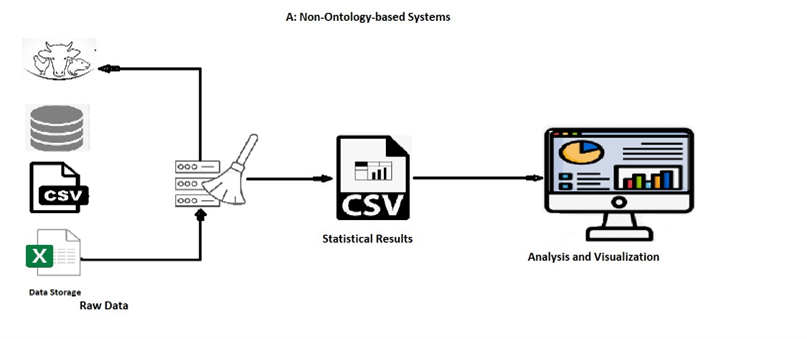 A: Non-Ontology-based Systems
CSV
X
CSV
Statistical Results
Analysis and Visualization
Data Storage
Raw Data